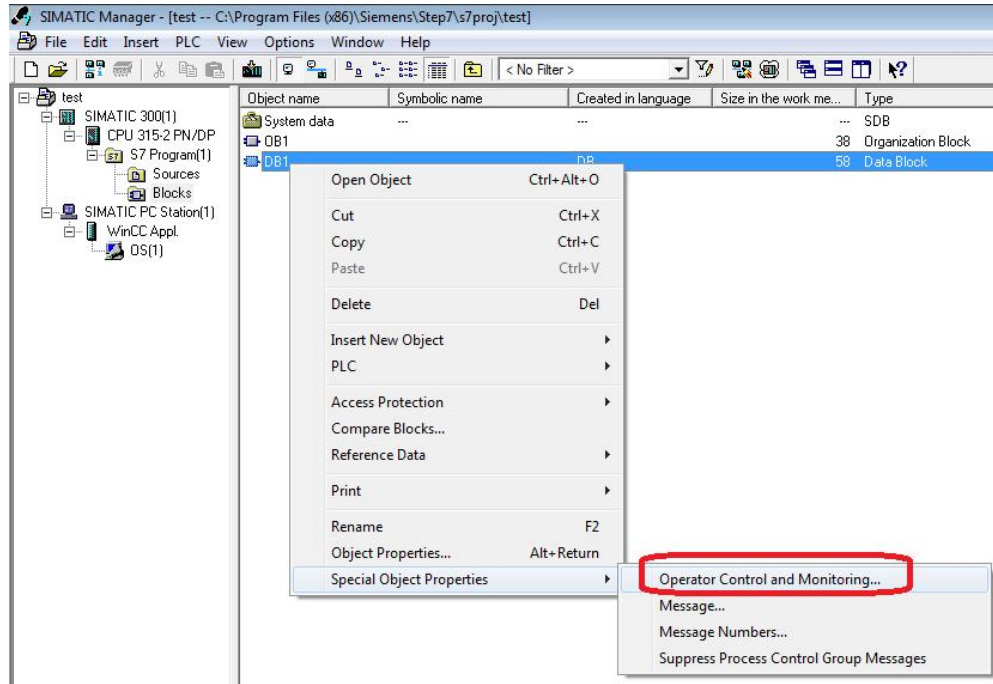 SIMATIC Manager - [test -- C:\Program Files (x86)\Siemens\Step7\s7proj\test]
File Edit Insert PLC View Options Window Help
< No Filter >
test
SIMATIC 300(1)
CPU 315-2 PN/DP
S7 Program(1)
Sources
Blocks
SIMATIC PC Station(1)
WinCC Appl.
OS(1)
Object name Symbolic name Created in language Size in the work me... Type
System data --- --- --- SDB
OB1 38 Organization Block
DB1 DB 58 Data Block
Open Object Ctrl+Alt+O
Cut Ctrl+X
Copy Ctrl+C
Paste Ctrl+V
Delete Del
Insert New Object
PLC
Access Protection
Compare Blocks...
Reference Data
Print
Rename F2
Object Properties... Alt+Return
Special Object Properties
Operator Control and Monitoring...
Message...
Message Numbers...
Suppress Process Control Group Messages